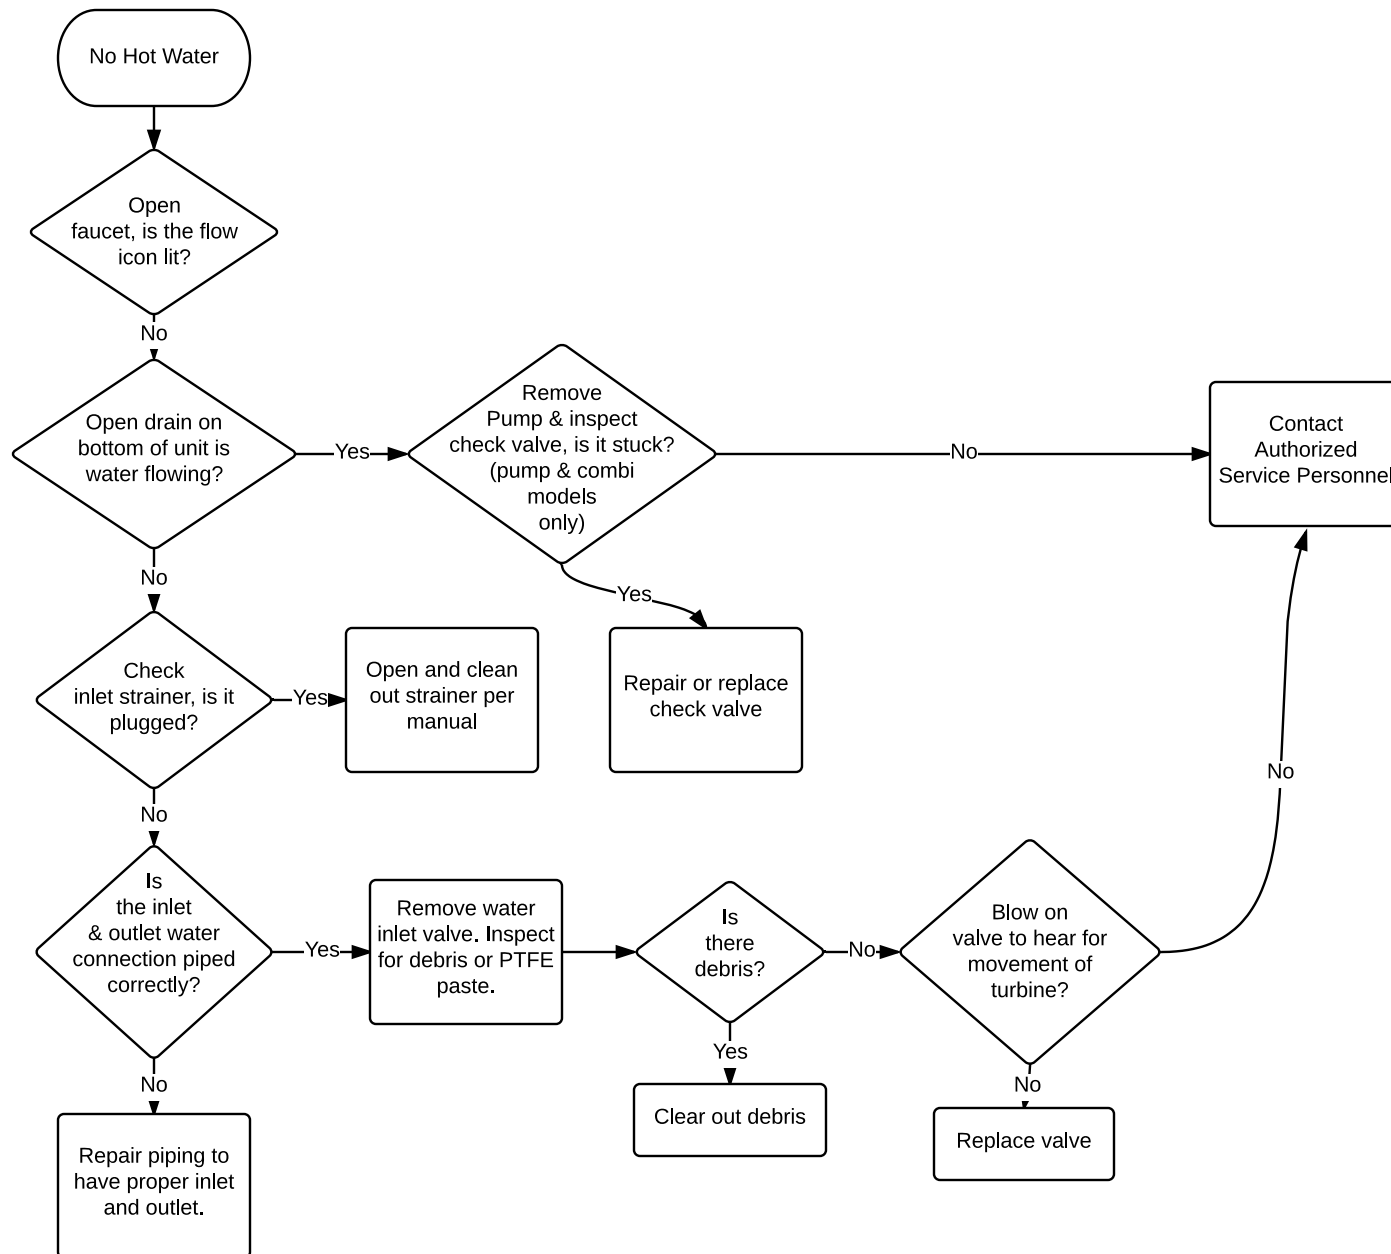 No Hot Water
Open
faucet, is the flow
icon lit?
No
Open drain on
bottom of unit is
water flowing?
Yes
Remove
Pump & inspect
check valve, is it stuck?
(pump & combi
models
only)
No
Contact
Authorized
Service Personnel
No
Yes
Check
inlet strainer, is it
plugged?
Yes
Open and clean
out strainer per
manual
Repair or replace
check valve
No
No
Is
the inlet
& outlet water
connection piped
correctly?
Yes
Remove water
inlet valve. Inspect
for debris or PTFE
paste.
Is
there
debris?
No
Blow on
valve to hear for
movement of
turbine?
No
Yes
No
Repair piping to
have proper inlet
and outlet.
Clear out debris
Replace valve